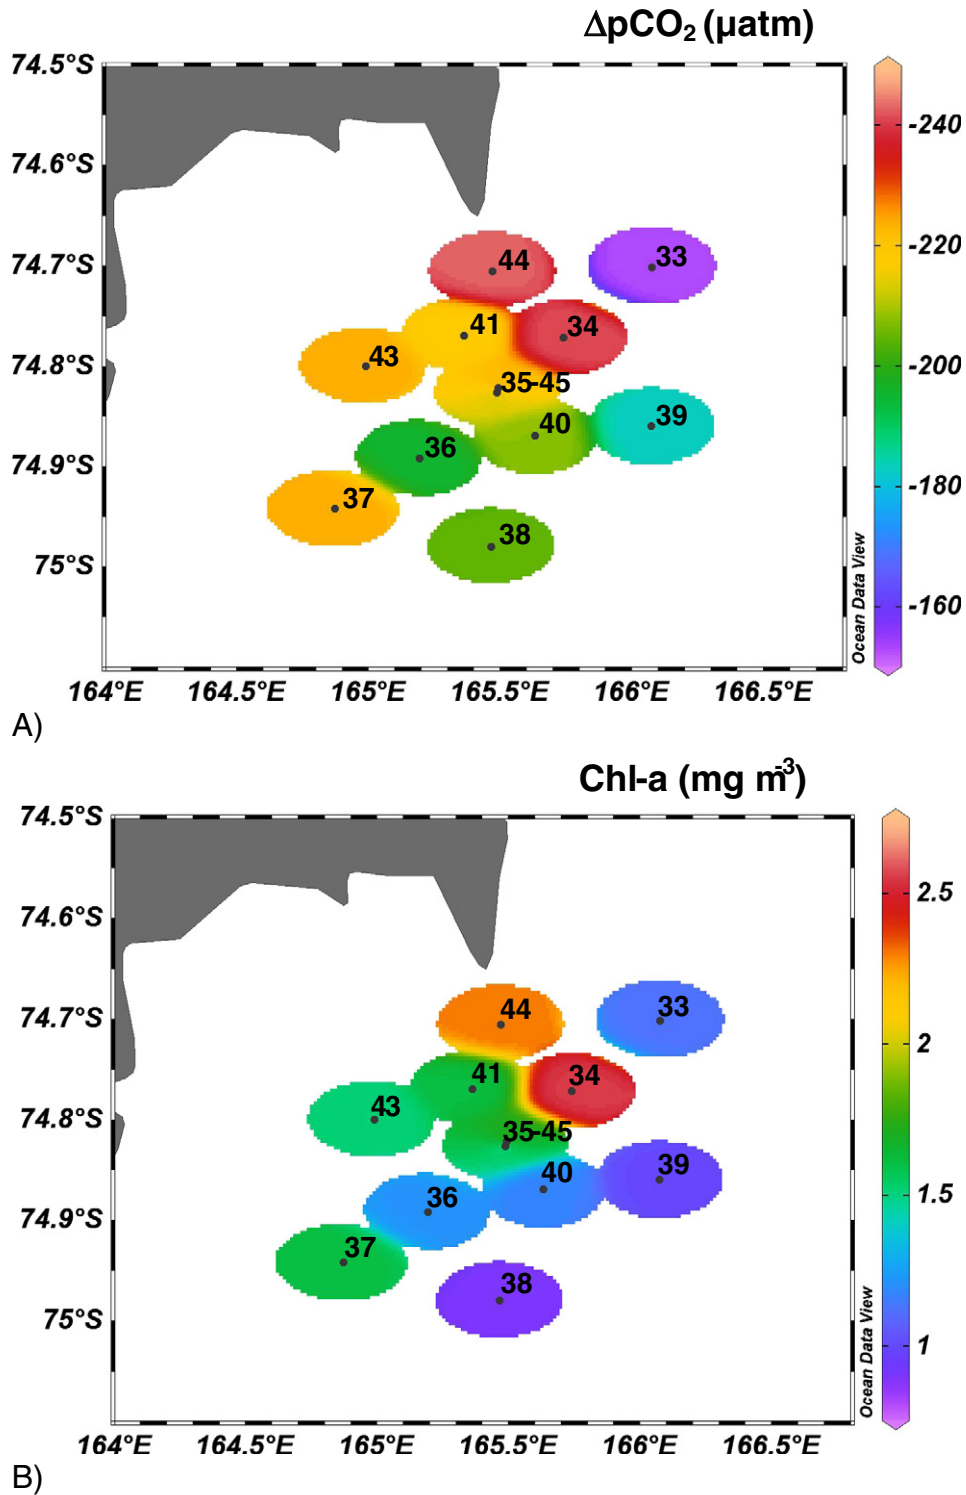 ΔpCO₂ (µatm)
74.5°S
74.6°S
74.7°S
74.8°S
74.9°S
75°S
44
33
41
34
43
35-45
39
40
36
37
38
-240
-220
-200
-180
-160
Ocean Data View
164°E 164.5°E 165°E 165.5°E 166°E 166.5°E
A)
Chl-a (mg m⁻³)
74.5°S
74.6°S
74.7°S
74.8°S
74.9°S
75°S
44
33
41
34
43
35-45
39
40
36
37
38
2.5
2
1.5
1
Ocean Data View
164°E 164.5°E 165°E 165.5°E 166°E 166.5°E
B)